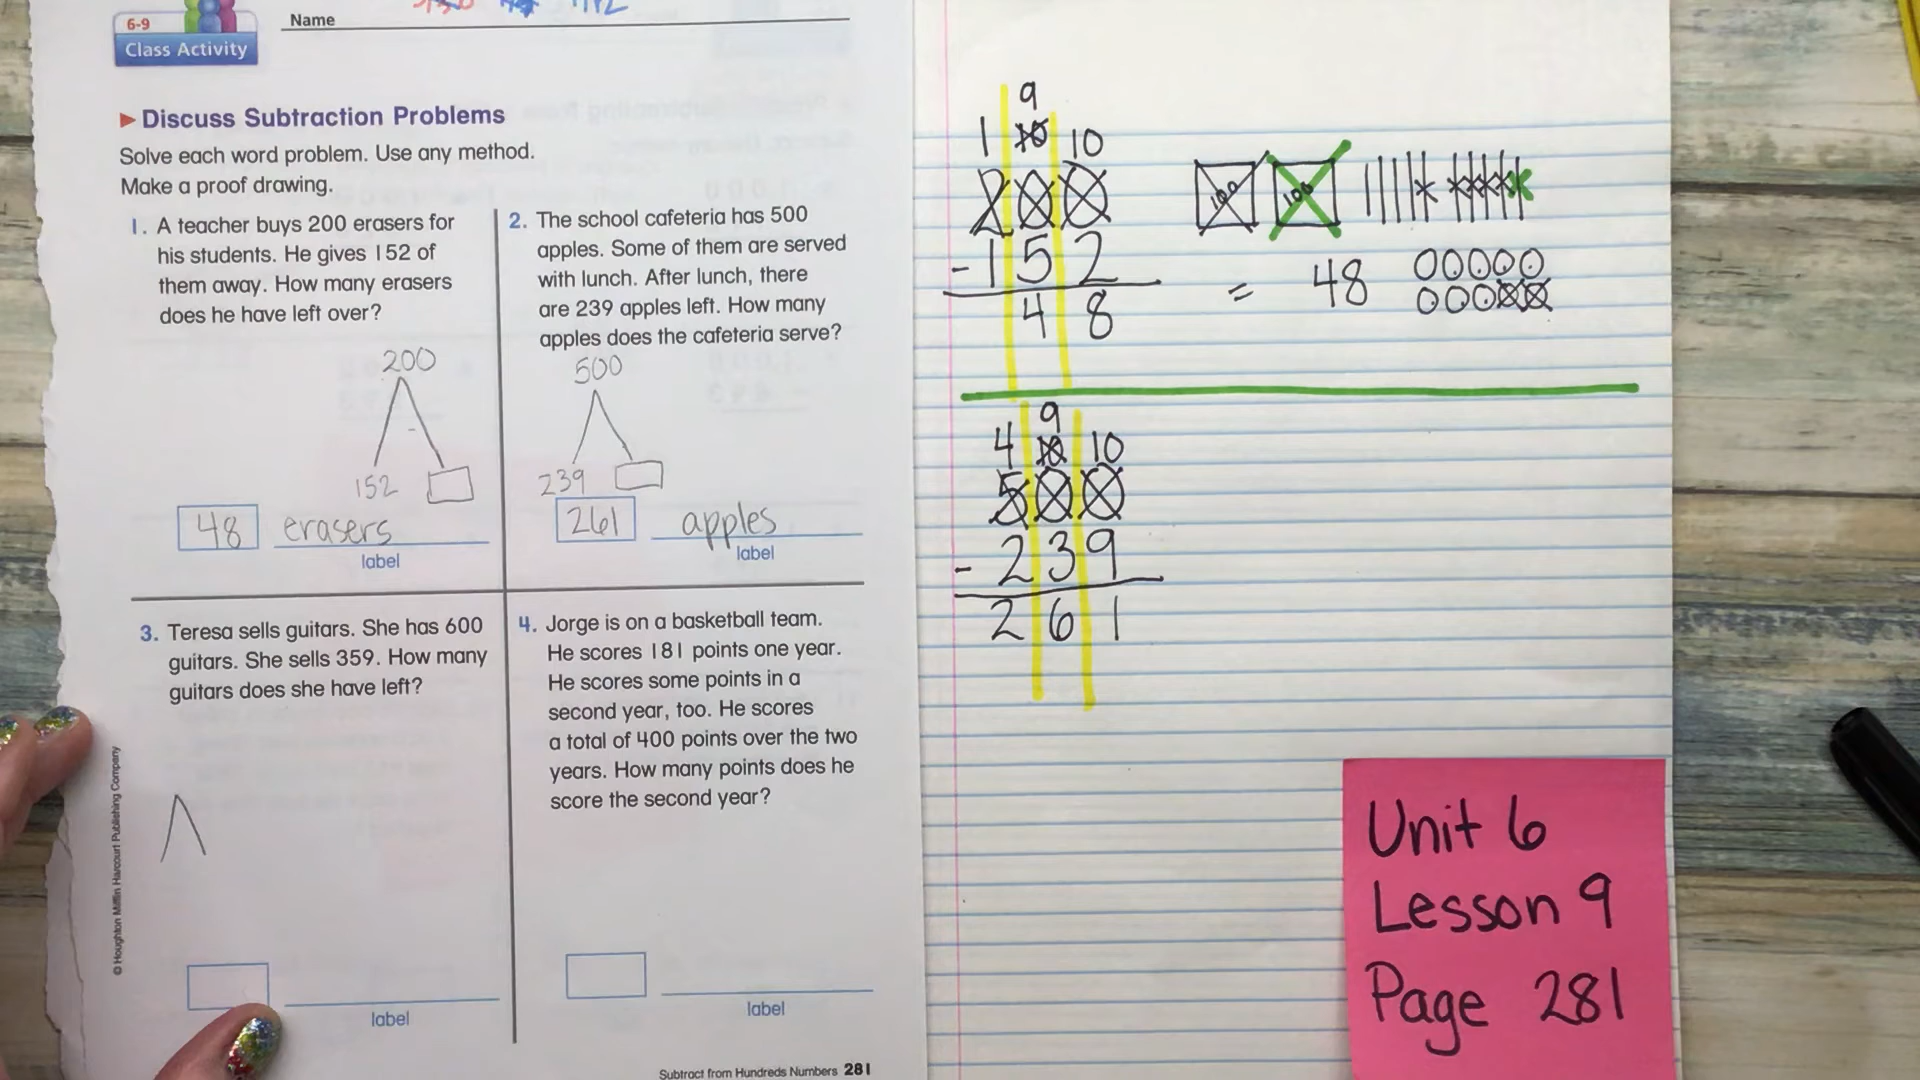 6-9
Class Activity
Name
Discuss Subtraction Problems
Solve each word problem. Use any method.
Make a proof drawing.
1. A teacher buys 200 erasers for
his students. He gives 152 of
them away. How many erasers
does he have left over?
200
152
48 erasers
label
2. The school cafeteria has 500
apples. Some of them are served
with lunch. After lunch, there
are 239 apples left. How many
apples does the cafeteria serve?
500
239
261 apples
label
3. Teresa sells guitars. She has 600
guitars. She sells 359. How many
guitars does she have left?
label
4. Jorge is on a basketball team.
He scores 181 points one year.
He scores some points in a
second year, too. He scores
a total of 400 points over the two
years. How many points does he
score the second year?
label
© Houghton Mifflin Harcourt Publishing Company
Subtract from Hundreds Numbers 281
9
1 10 10
200
-152
48
100 100
= 48
9
4 10 10
500
-239
261
Unit 6
Lesson 9
Page 281